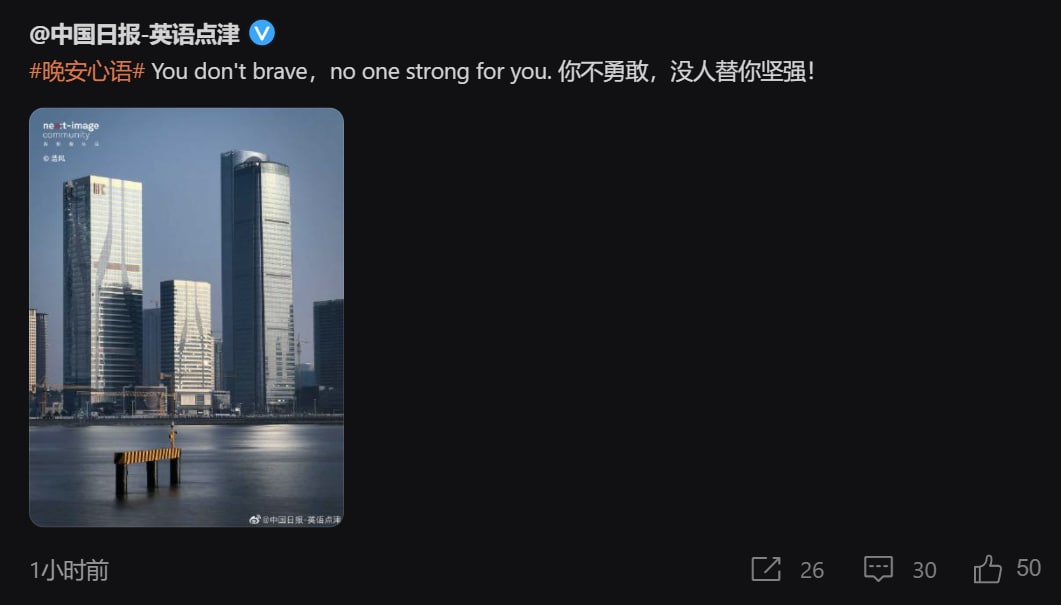 @中国日报-英语点津
#晚安心语# You don't brave，no one strong for you. 你不勇敢，没人替你坚强！
next-image
community
© 浩风
@中国日报-英语点津
1小时前
26
30
50